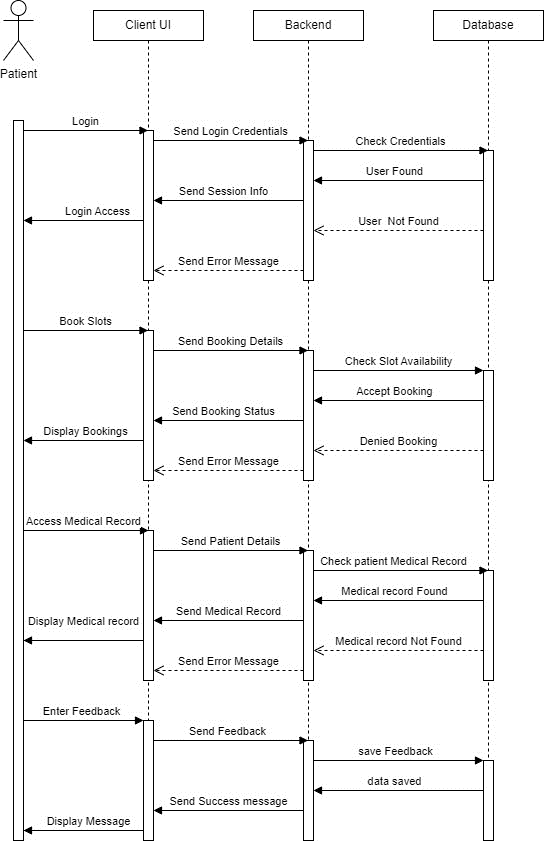 Patient
Client UI
Backend
Database
Login
Send Login Credentials
Check Credentials
User Found
Send Session Info
Login Access
User  Not Found
Send Error Message
Book Slots
Send Booking Details
Check Slot Availability
Accept Booking
Send Booking Status
Display Bookings
Denied Booking
Send Error Message
Access Medical Record
Send Patient Details
Check patient Medical Record
Medical record Found
Send Medical Record
Display Medical record
Medical record Not Found
Send Error Message
Enter Feedback
Send Feedback
save Feedback
data saved
Send Success message
Display Message